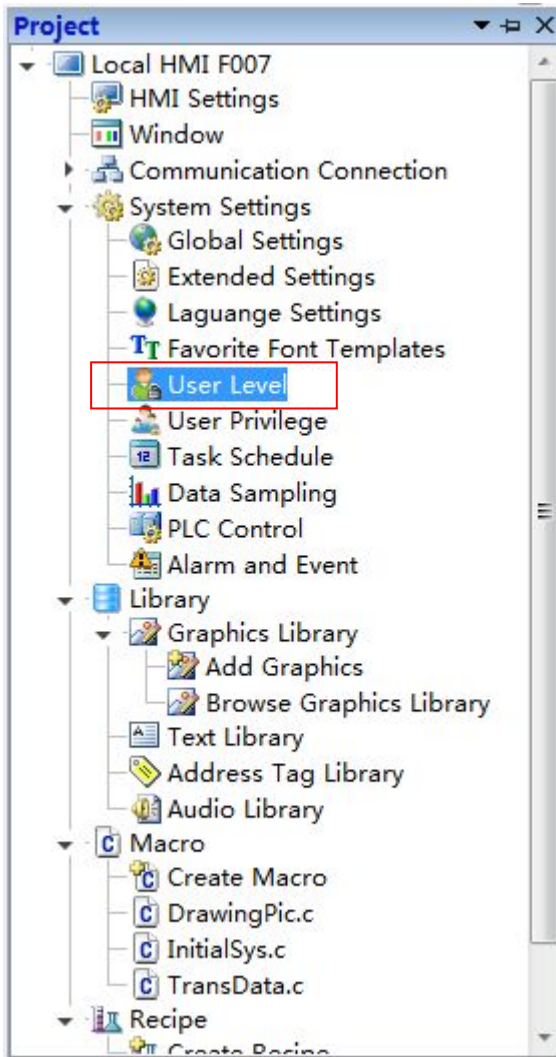 Project
Local HMI F007
HMI Settings
Window
Communication Connection
System Settings
Global Settings
Extended Settings
Laguange Settings
Favorite Font Templates
User Level
User Privilege
Task Schedule
Data Sampling
PLC Control
Alarm and Event
Library
Graphics Library
Add Graphics
Browse Graphics Library
Text Library
Address Tag Library
Audio Library
Macro
Create Macro
DrawingPic.c
InitialSys.c
TransData.c
Recipe
Create Recipe